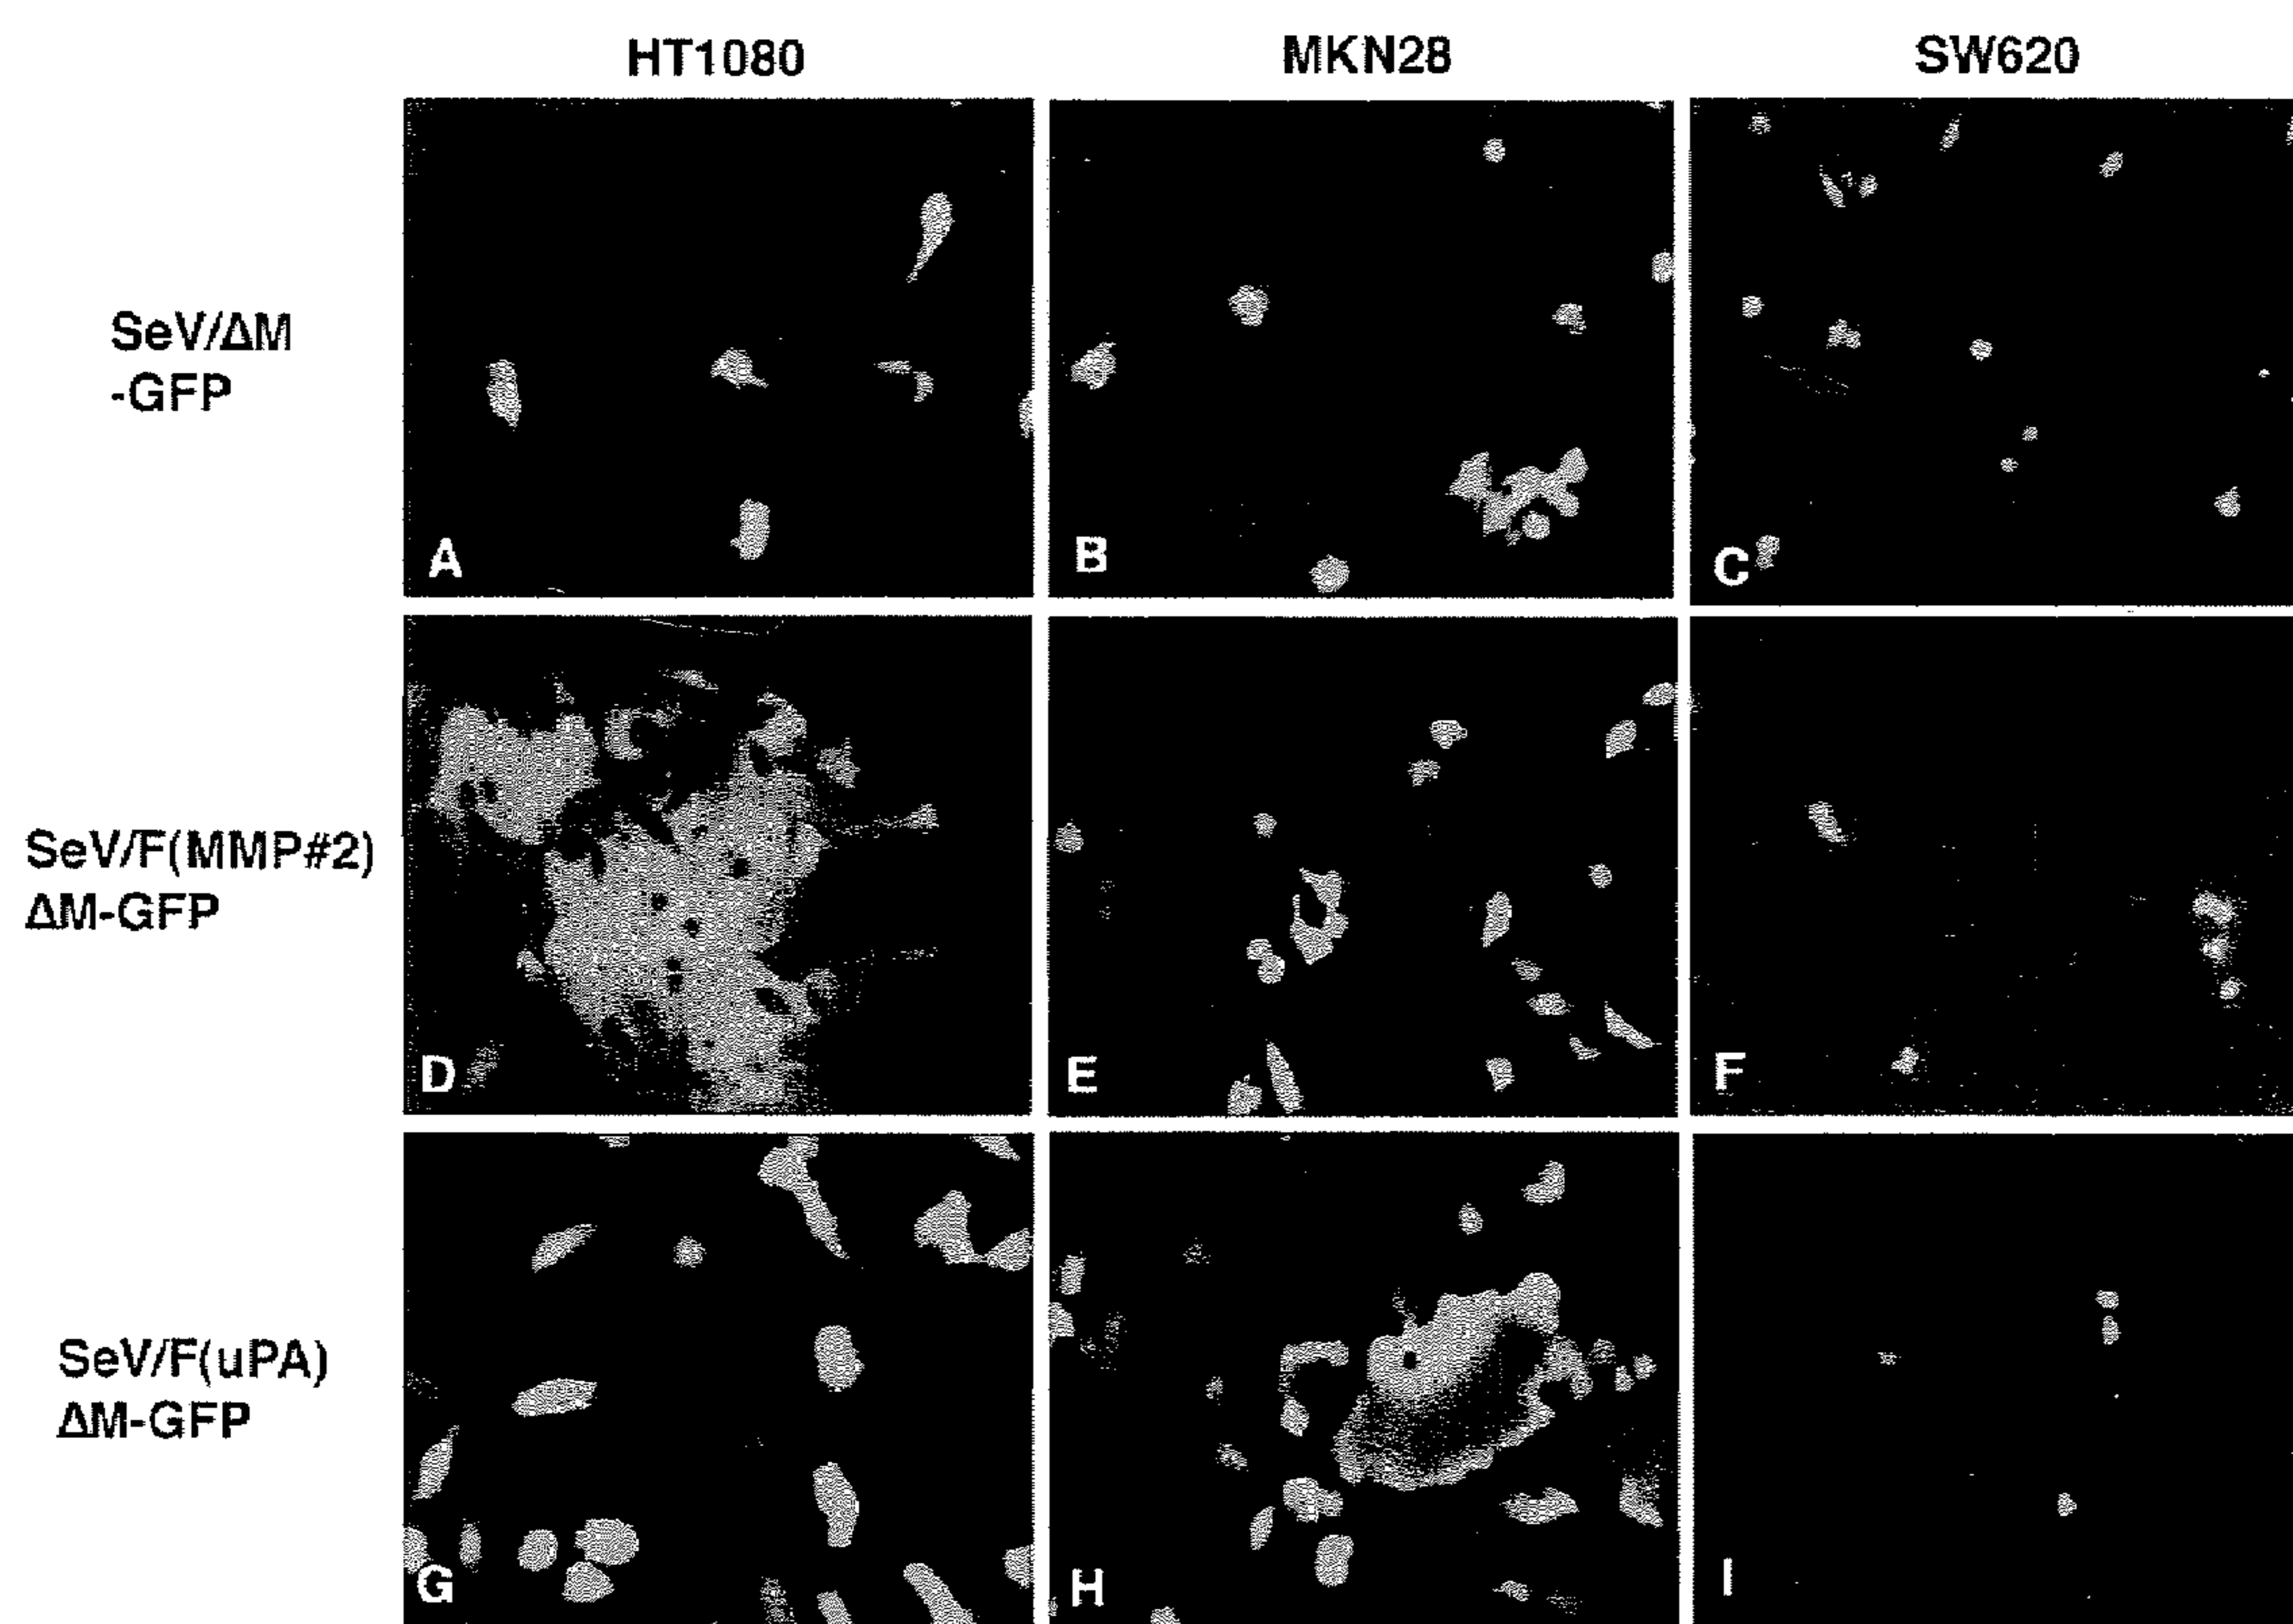 HT1080 MKN28 SW620
SeV/ΔM
-GFP
A B C
SeV/F(MMP#2)
ΔM-GFP
D E F
SeV/F(uPA)
ΔM-GFP
G H I